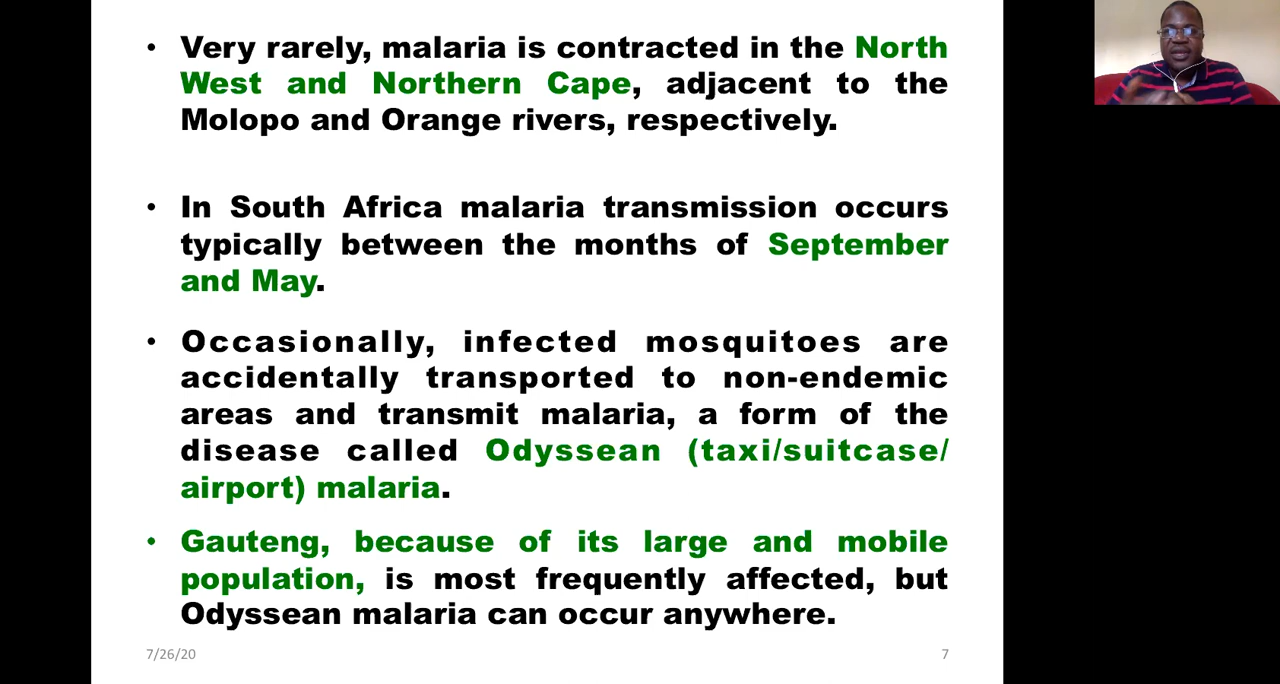 • Very rarely, malaria is contracted in the North
West and Northern Cape, adjacent to the
Molopo and Orange rivers, respectively.
• In South Africa malaria transmission occurs
typically between the months of September
and May.
• Occasionally, infected mosquitoes are
accidentally transported to non-endemic
areas and transmit malaria, a form of the
disease called Odyssean (taxi/suitcase/
airport) malaria.
• Gauteng, because of its large and mobile
population, is most frequently affected, but
Odyssean malaria can occur anywhere.
7/26/20
7